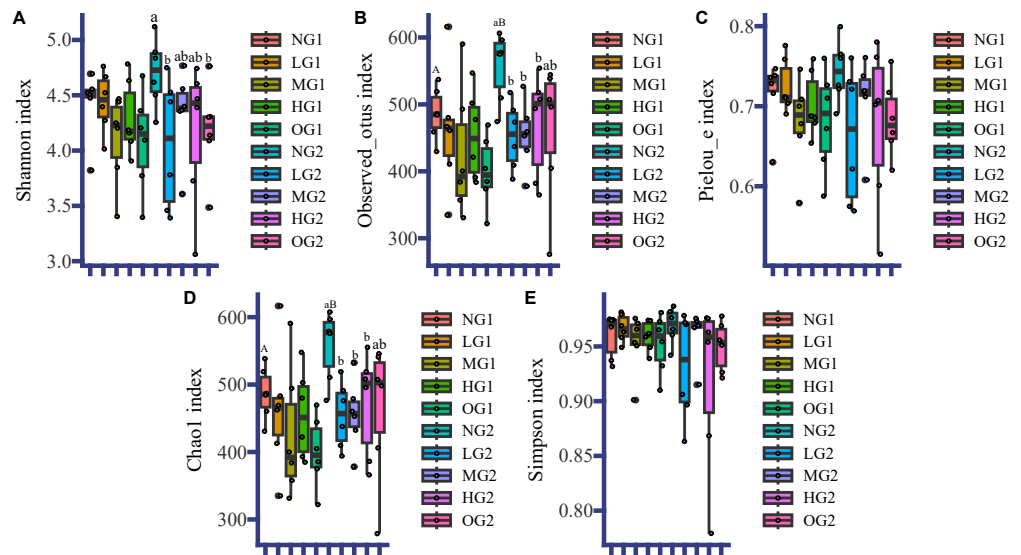 A
Shannon index
5.0
4.5
4.0
3.5
3.0
a
b
ab
ab
b
NG1
LG1
MG1
HG1
OG1
NG2
LG2
MG2
HG2
OG2
B
Observed_otus index
600
500
400
300
A
aB
b
b
b
ab
NG1
LG1
MG1
HG1
OG1
NG2
LG2
MG2
HG2
OG2
C
Pielou_e index
0.8
0.7
0.6
NG1
LG1
MG1
HG1
OG1
NG2
LG2
MG2
HG2
OG2
D
Chao1 index
600
500
400
300
A
aB
b
b
b
ab
NG1
LG1
MG1
HG1
OG1
NG2
LG2
MG2
HG2
OG2
E
Simpson index
0.95
0.90
0.85
0.80
NG1
LG1
MG1
HG1
OG1
NG2
LG2
MG2
HG2
OG2